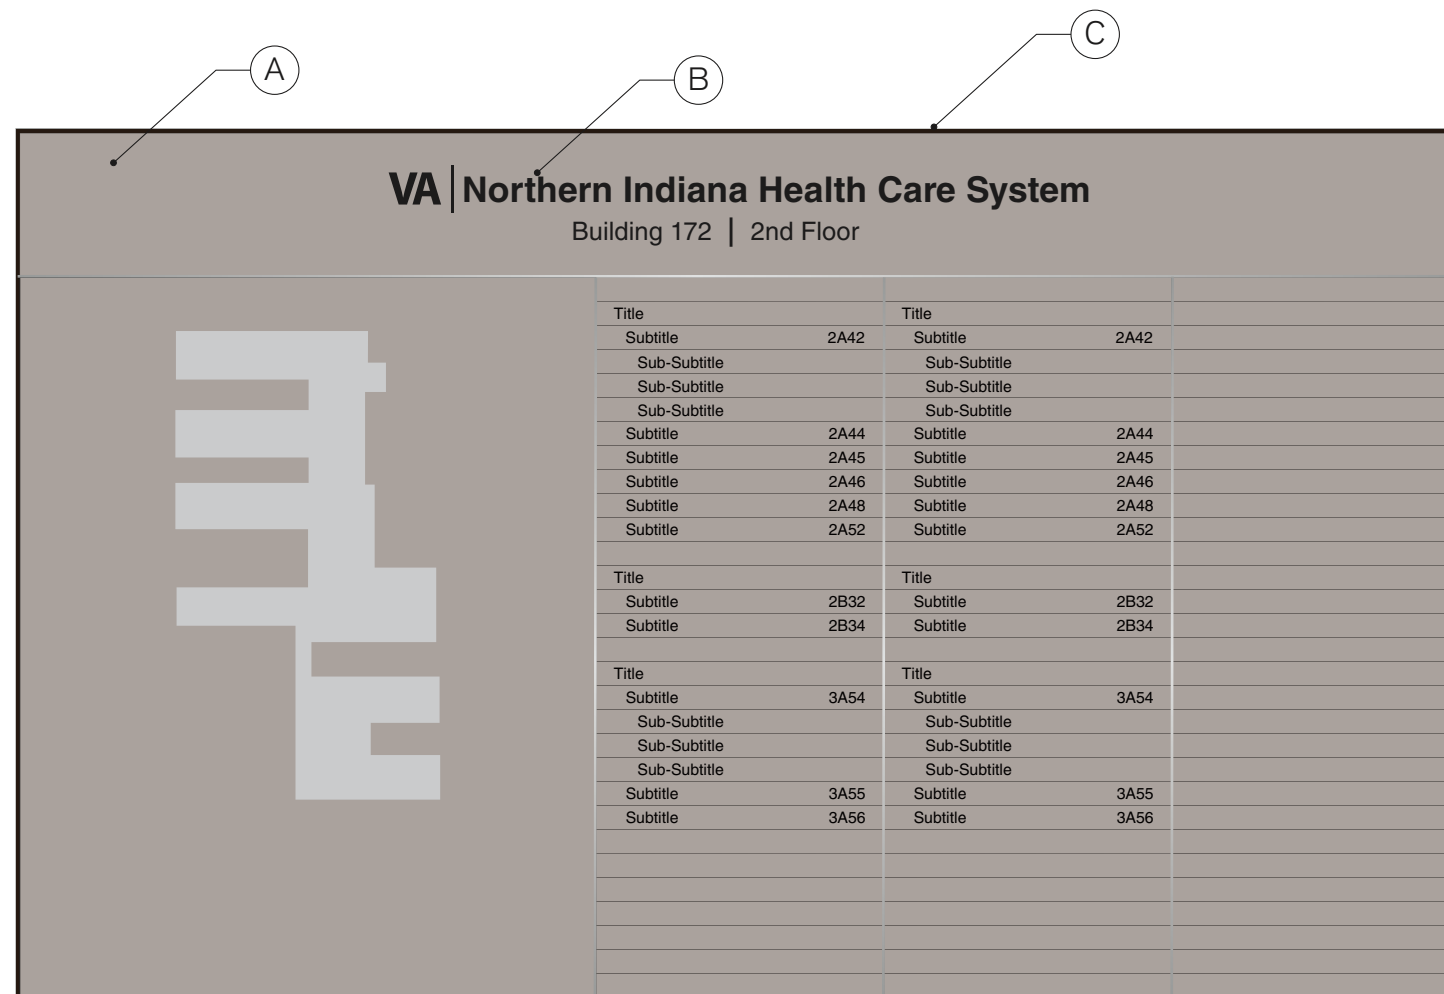 A
B
C
VA | Northern Indiana Health Care System
Building 172 | 2nd Floor
Title
Subtitle 2A42
Sub-Subtitle
Sub-Subtitle
Sub-Subtitle
Subtitle 2A44
Subtitle 2A45
Subtitle 2A46
Subtitle 2A48
Subtitle 2A52
Title
Subtitle 2B32
Subtitle 2B34
Title
Subtitle 3A54
Sub-Subtitle
Sub-Subtitle
Sub-Subtitle
Subtitle 3A55
Subtitle 3A56
Title
Subtitle 2A42
Sub-Subtitle
Sub-Subtitle
Sub-Subtitle
Subtitle 2A44
Subtitle 2A45
Subtitle 2A46
Subtitle 2A48
Subtitle 2A52
Title
Subtitle 2B32
Subtitle 2B34
Title
Subtitle 3A54
Sub-Subtitle
Sub-Subtitle
Sub-Subtitle
Subtitle 3A55
Subtitle 3A56